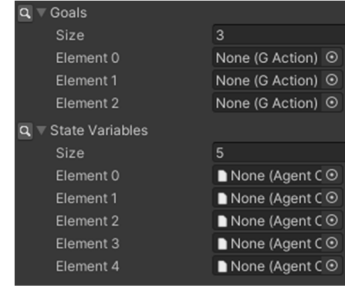 Goals
Size 3
Element 0 None (G Action)
Element 1 None (G Action)
Element 2 None (G Action)
State Variables
Size 5
Element 0 None (Agent C
Element 1 None (Agent C
Element 2 None (Agent C
Element 3 None (Agent C
Element 4 None (Agent C